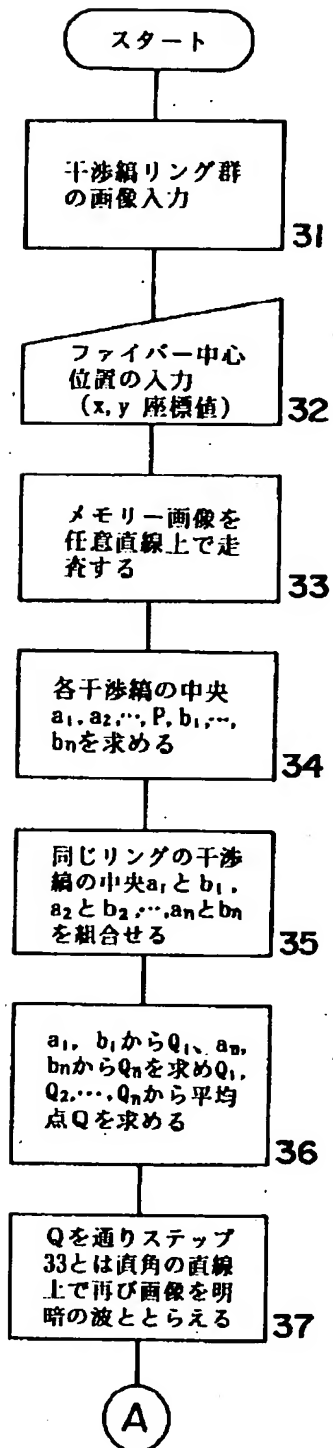 スタート
干渉縞リング群
の画像入力
31
ファイバー中心
位置の入力
(x, y 座標値)
32
メモリー画像を
任意直線上で走
査する
33
各干渉縞の中央
a₁, a₂, …, P, b₁, …,
bnを求める
34
同じリングの干渉
縞の中央a₁とb₁,
a₂とb₂, …, anとbn
を組合せる
35
a₁, b₁からQ₁、an,
bnからQnを求めQ₁,
Q₂, …, Qnから平均
点Qを求める
36
Qを通りステップ
33とは直角の直線
上で再び画像を明
暗の波ととらえる
37
A